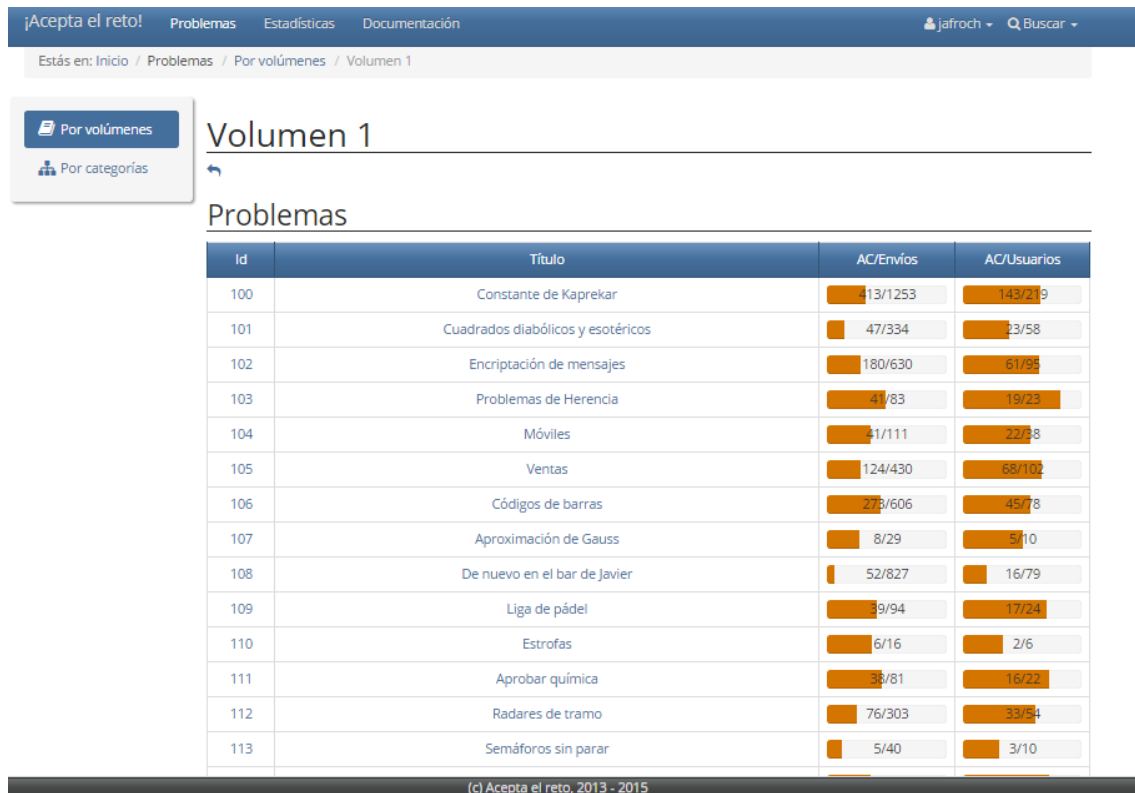 ¡Acepta el reto! Problemas Estadísticas Documentación jafroch Buscar
Estás en: Inicio / Problemas / Por volúmenes / Volumen 1
Por volúmenes
Por categorías
Volumen 1
Problemas
Id Título AC/Envíos AC/Usuarios
100 Constante de Kaprekar 413/1253 143/219
101 Cuadrados diabólicos y esotéricos 47/334 23/58
102 Encriptación de mensajes 180/630 61/95
103 Problemas de Herencia 41/83 19/23
104 Móviles 41/111 22/38
105 Ventas 124/430 68/102
106 Códigos de barras 273/606 45/78
107 Aproximación de Gauss 8/29 5/10
108 De nuevo en el bar de Javier 52/827 16/79
109 Liga de pádel 39/94 17/24
110 Estrofas 6/16 2/6
111 Aprobar química 38/81 16/22
112 Radares de tramo 76/303 33/54
113 Semáforos sin parar 5/40 3/10
(c) Acepta el reto, 2013 - 2015